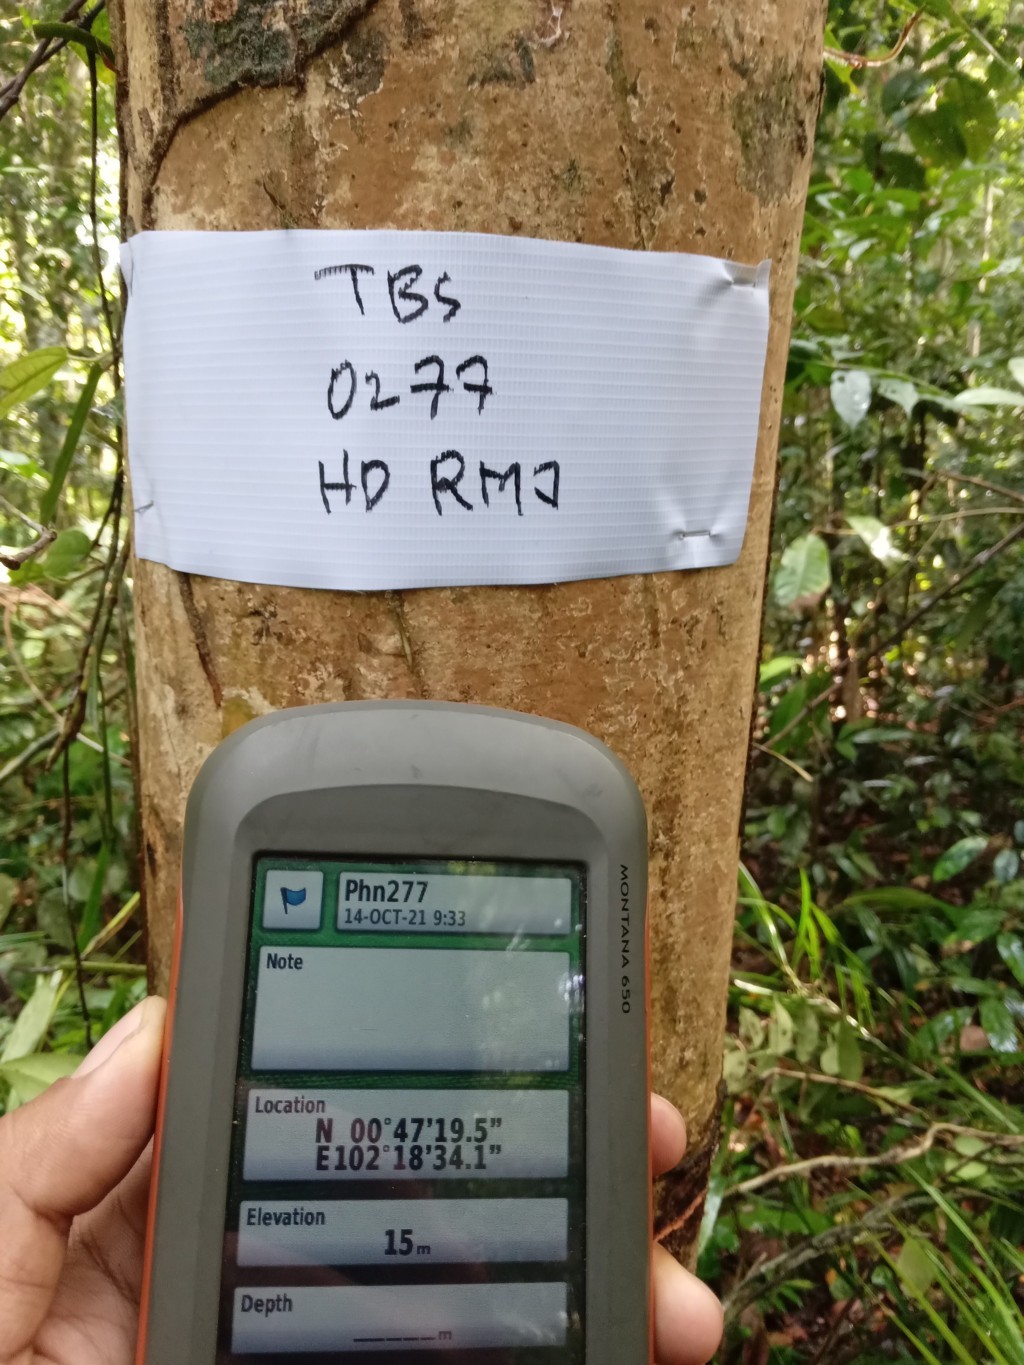 TBS
0277
HD RMJ
MONTANA 650
Phn277
14-OCT-21 9:33
Note
Location
N 00°47'19.5"
E102°18'34.1"
Elevation
15m
Depth
_____m